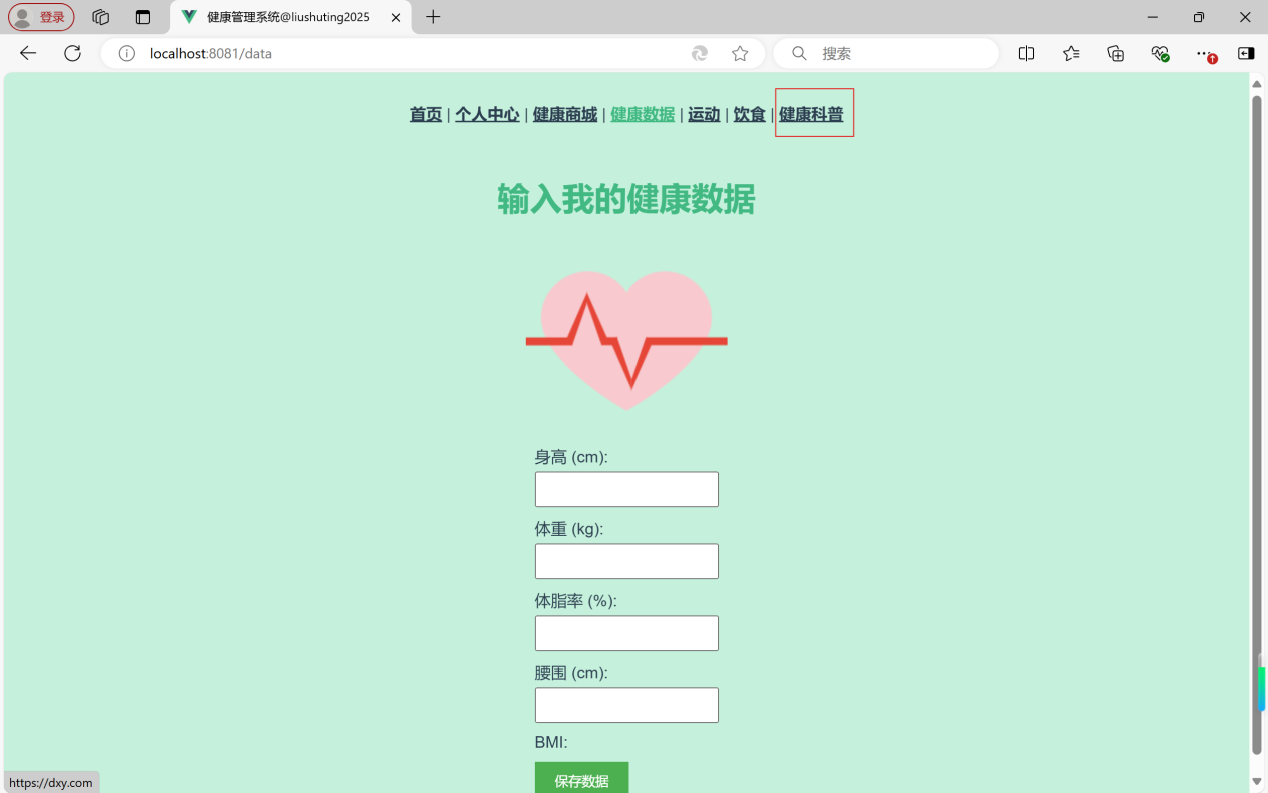 登录
健康管理系统@liushuting2025
localhost:8081/data
搜索
首页 | 个人中心 | 健康商城 | 健康数据 | 运动 | 饮食 | 健康科普
输入我的健康数据
身高 (cm):
体重 (kg):
体脂率 (%):
腰围 (cm):
BMI:
保存数据
https://dxy.com